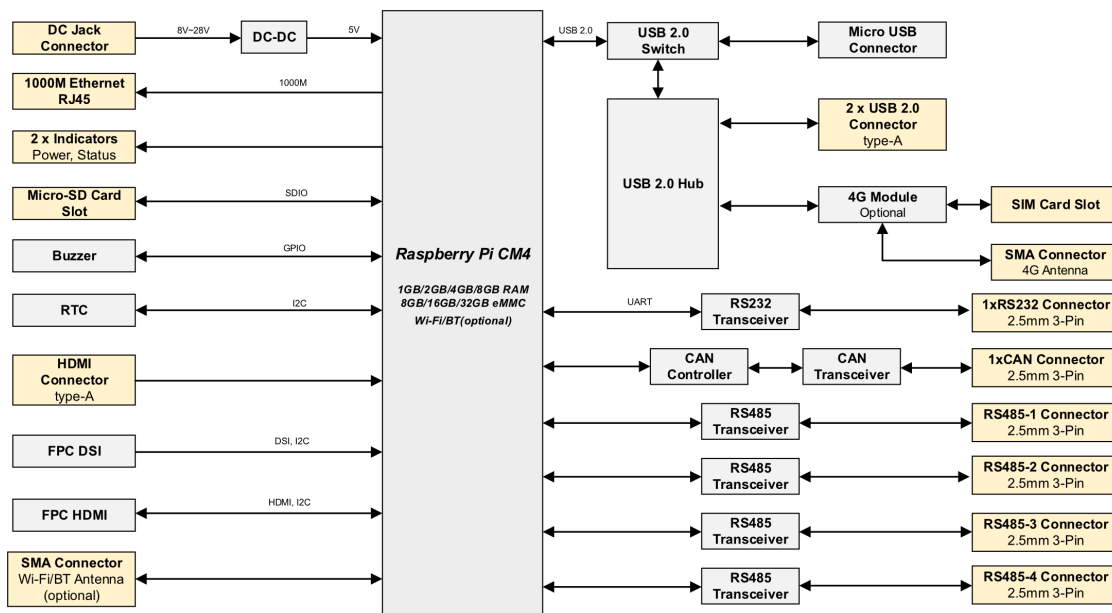 DC Jack
Connector
8V~28V
DC-DC
5V
1000M Ethernet
RJ45
1000M
2 x Indicators
Power, Status
Micro-SD Card
Slot
SDIO
Buzzer
GPIO
RTC
I2C
HDMI
Connector
type-A
FPC DSI
DSI, I2C
FPC HDMI
HDMI, I2C
SMA Connector
Wi-Fi/BT Antenna
(optional)
Raspberry Pi CM4
1GB/2GB/4GB/8GB RAM
8GB/16GB/32GB eMMC
Wi-Fi/BT(optional)
USB 2.0
USB 2.0
Switch
Micro USB
Connector
USB 2.0 Hub
2 x USB 2.0
Connector
type-A
4G Module
Optional
SIM Card Slot
SMA Connector
4G Antenna
UART
RS232
Transceiver
1xRS232 Connector
2.5mm 3-Pin
CAN
Controller
CAN
Transceiver
1xCAN Connector
2.5mm 3-Pin
RS485
Transceiver
RS485-1 Connector
2.5mm 3-Pin
RS485
Transceiver
RS485-2 Connector
2.5mm 3-Pin
RS485
Transceiver
RS485-3 Connector
2.5mm 3-Pin
RS485
Transceiver
RS485-4 Connector
2.5mm 3-Pin